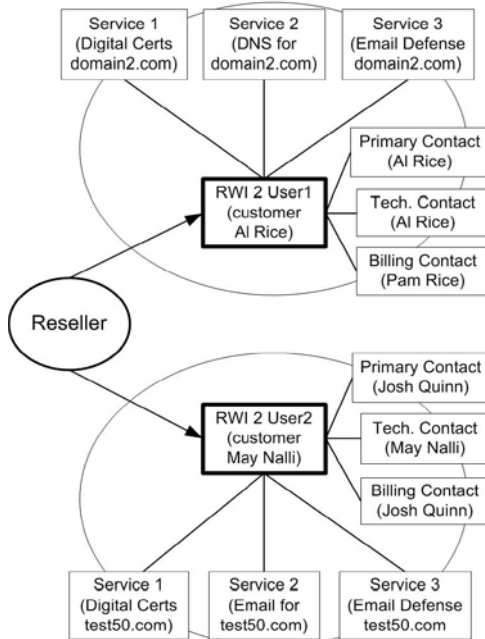 Service 1
(Digital Certs
domain2.com)
Service 2
(DNS for
domain2.com)
Service 3
(Email Defense
domain2.com)
Primary Contact
(Al Rice)
RWI 2 User1
(customer
Al Rice)
Tech. Contact
(Al Rice)
Billing Contact
(Pam Rice)
Reseller
Primary Contact
(Josh Quinn)
RWI 2 User2
(customer
May Nalli)
Tech. Contact
(May Nalli)
Billing Contact
(Josh Quinn)
Service 1
(Digital Certs
test50.com)
Service 2
(Email for
test50.com)
Service 3
(Email Defense
test50.com